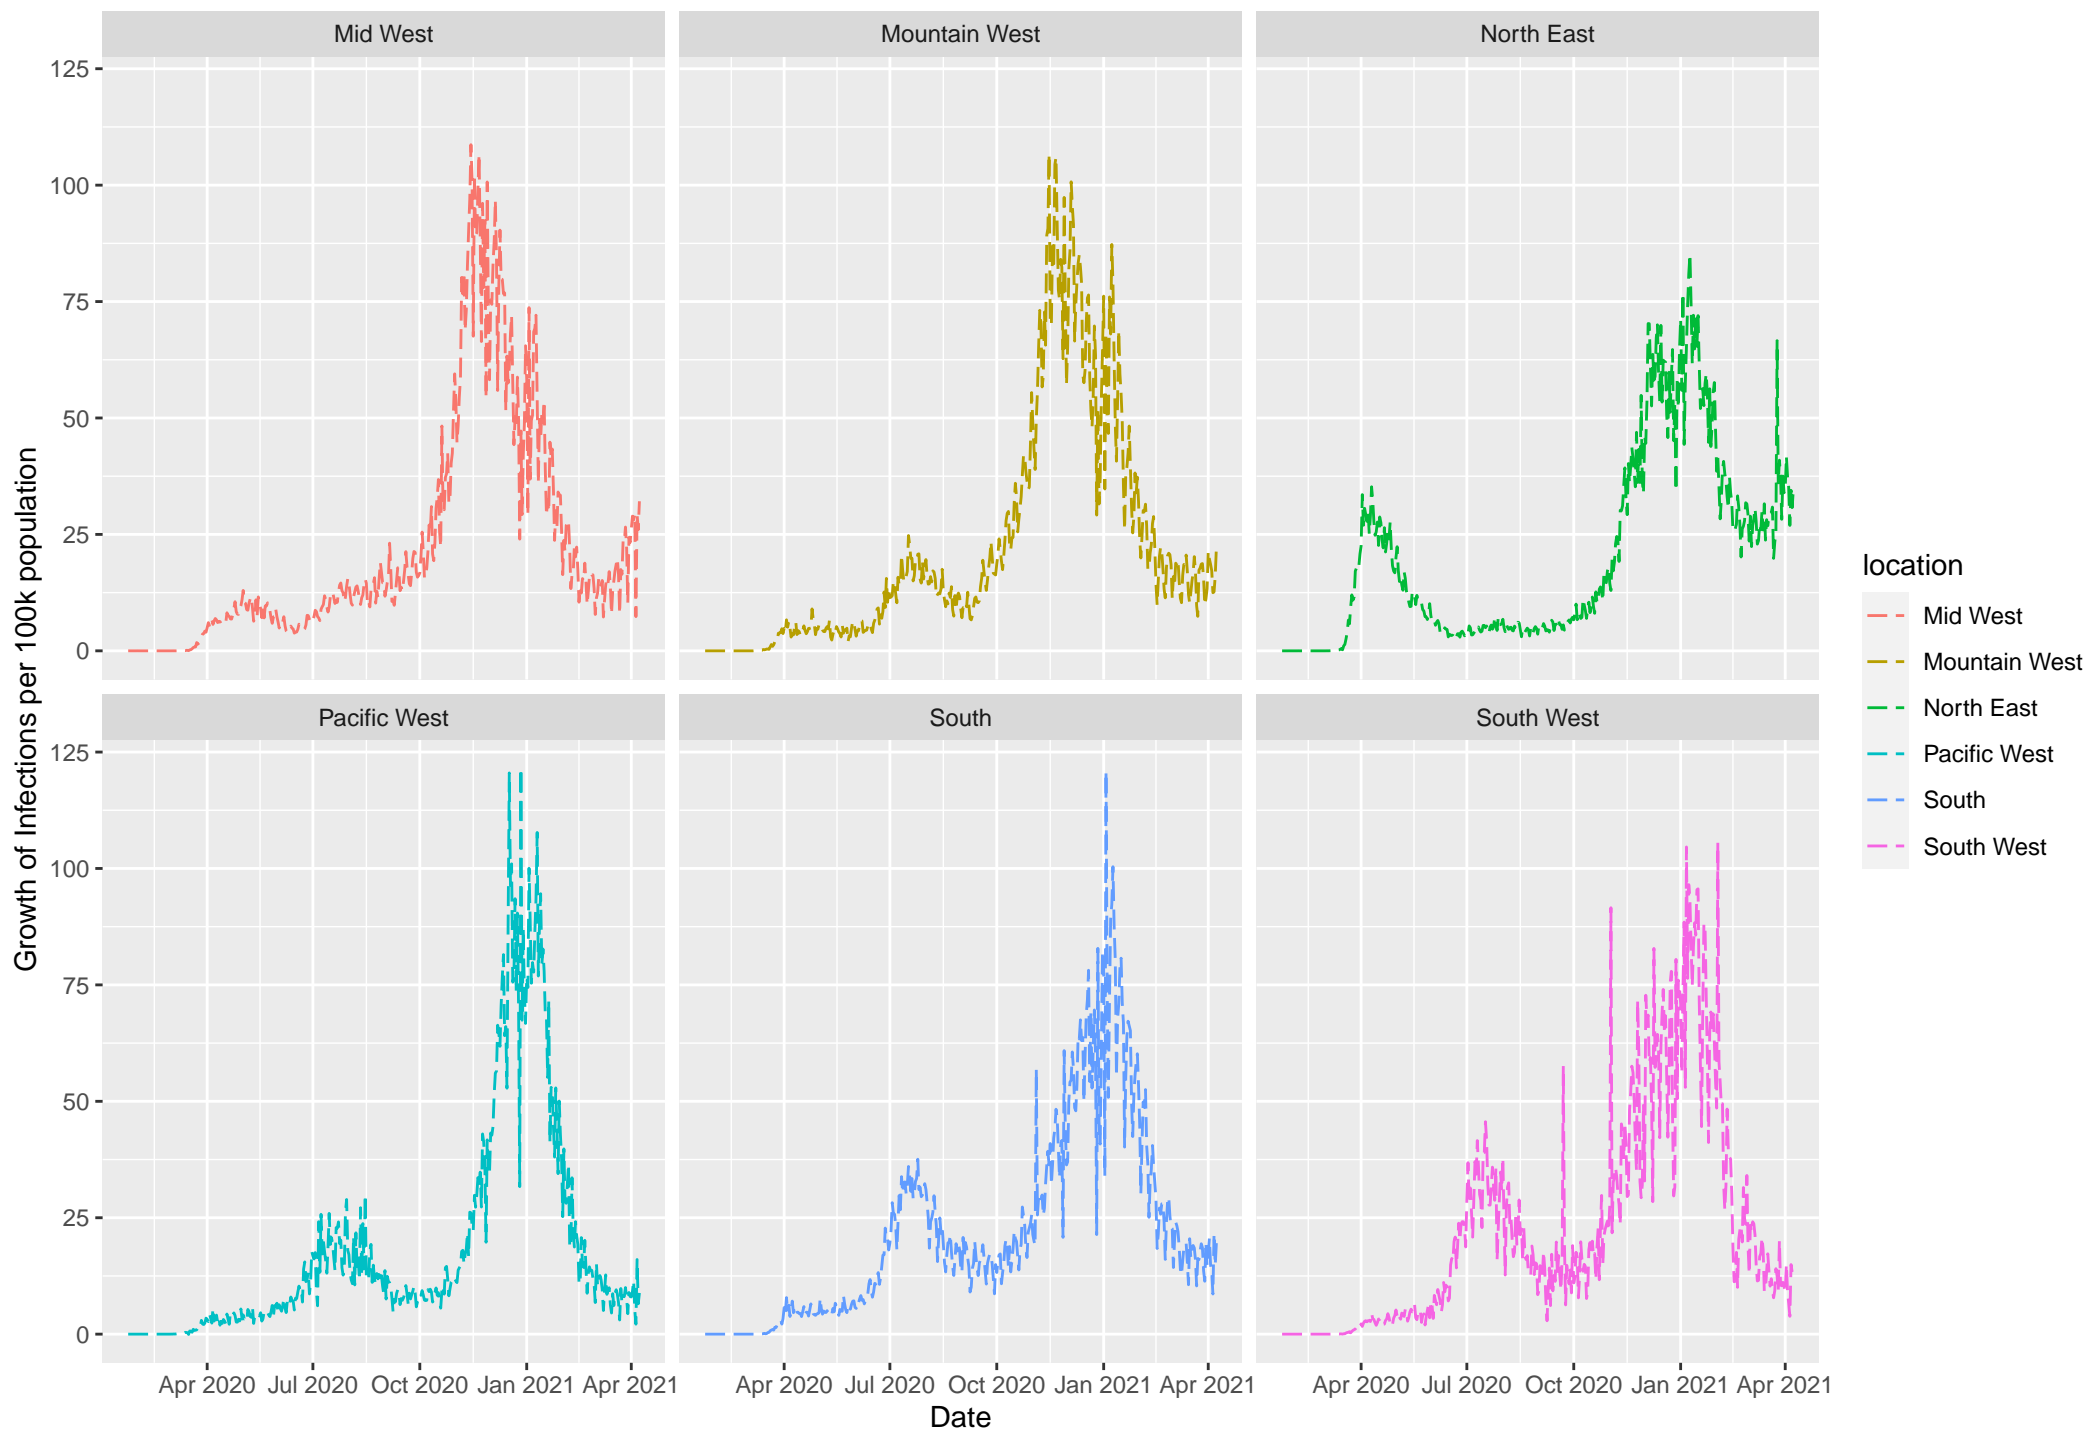 Mid West
Mountain West
North East
125
100
75
50
25
0
Pacific West
South
South West
125
100
75
50
25
0
Apr 2020 Jul 2020 Oct 2020 Jan 2021 Apr 2021
Apr 2020 Jul 2020 Oct 2020 Jan 2021 Apr 2021
Apr 2020 Jul 2020 Oct 2020 Jan 2021 Apr 2021
Date
Growth of Infections per 100k population
location
Mid West
Mountain West
North East
Pacific West
South
South West